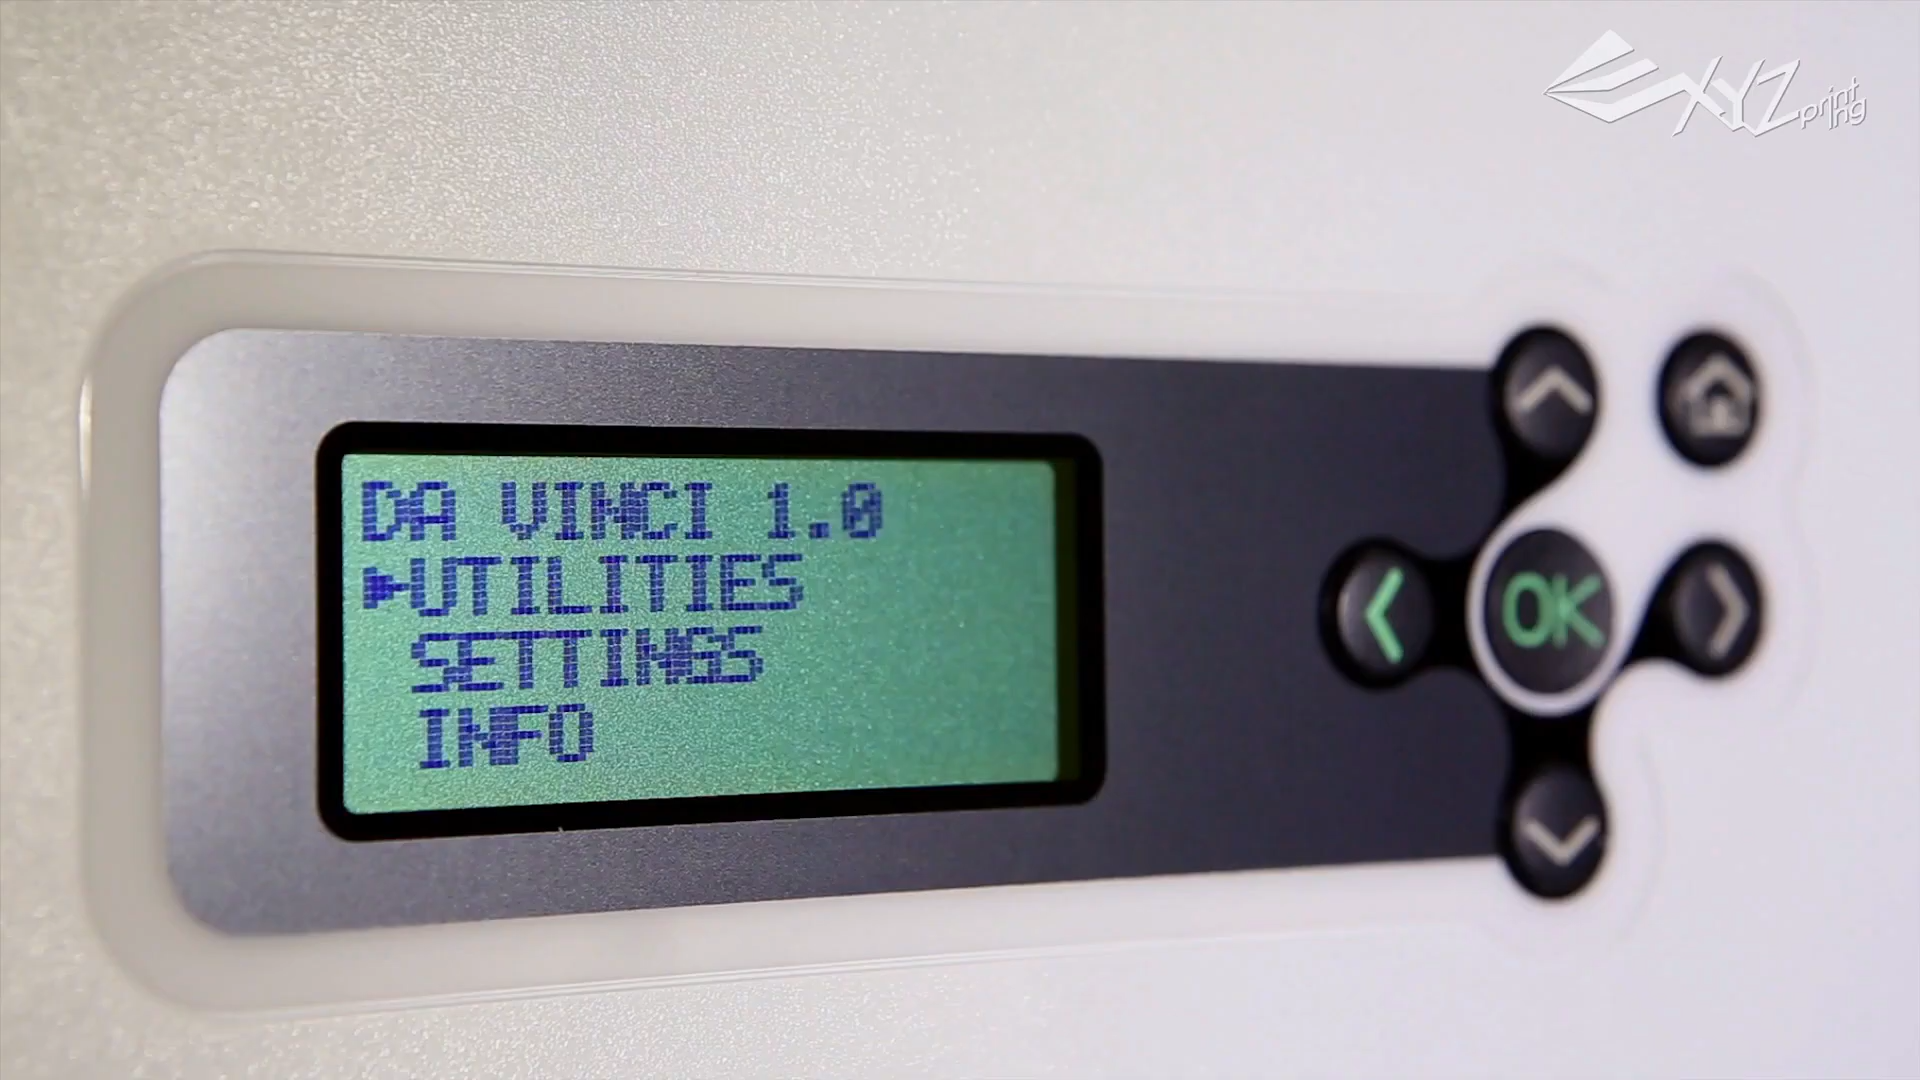 XYZprinting
DA VINCI 1.0
▶UTILITIES
SETTINGS
INFO
OK